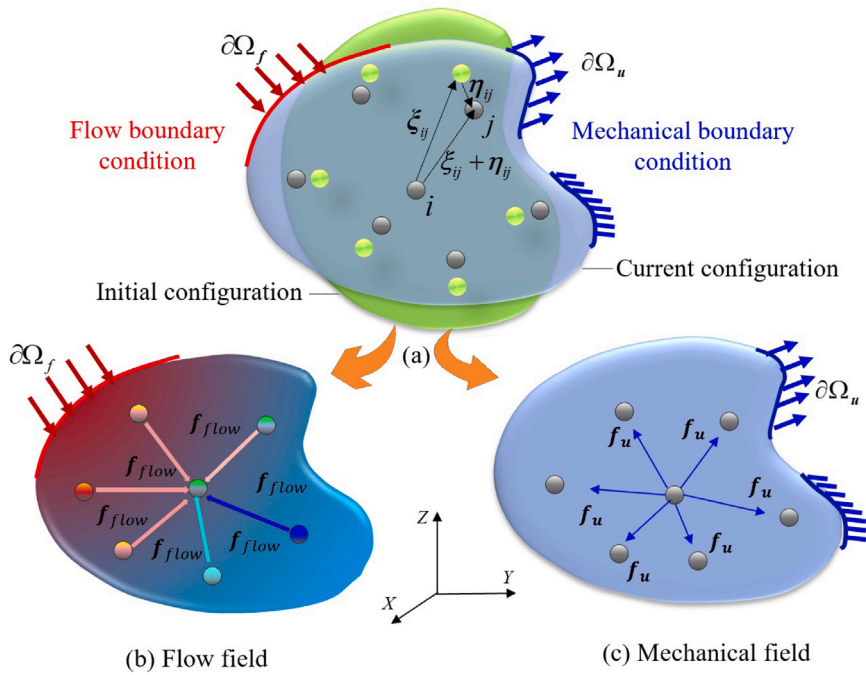 ∂Ω_f
∂Ω_u
η_ij
ξ_ij
j
Flow boundary
condition
Mechanical boundary
condition
ξ_ij + η_ij
i
Current configuration
Initial configuration
(a)
∂Ω_f
∂Ω_u
f_flow
f_flow
f_flow
f_flow
f_flow
f_u
f_u
f_u
f_u
f_u
f_u
Z
Y
X
(b) Flow field
(c) Mechanical field